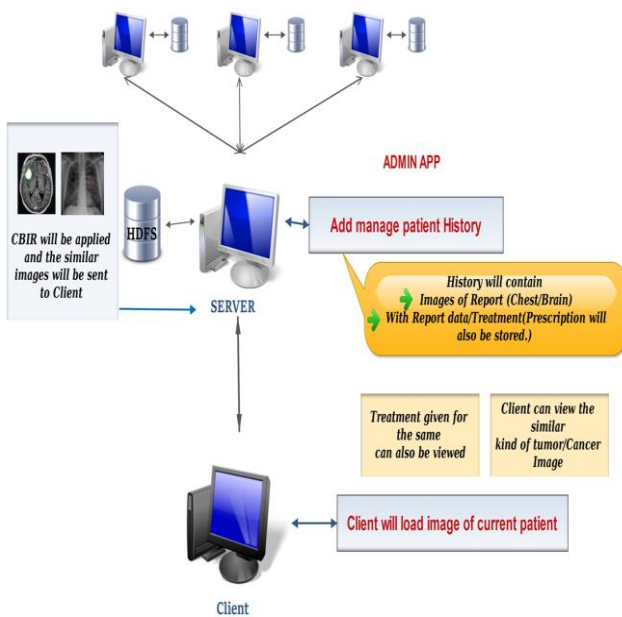 ADMIN APP
HDFS
Add manage patient History
CBIR will be applied
and the similar
images will be sent
to Client
SERVER
History will contain
Images of Report (Chest/Brain)
With Report data/Treatment(Prescription will
also be stored.)
Treatment given for
the same
can also be viewed
Client can view the
similar
kind of tumor/Cancer
Image
Client will load image of current patient
Client